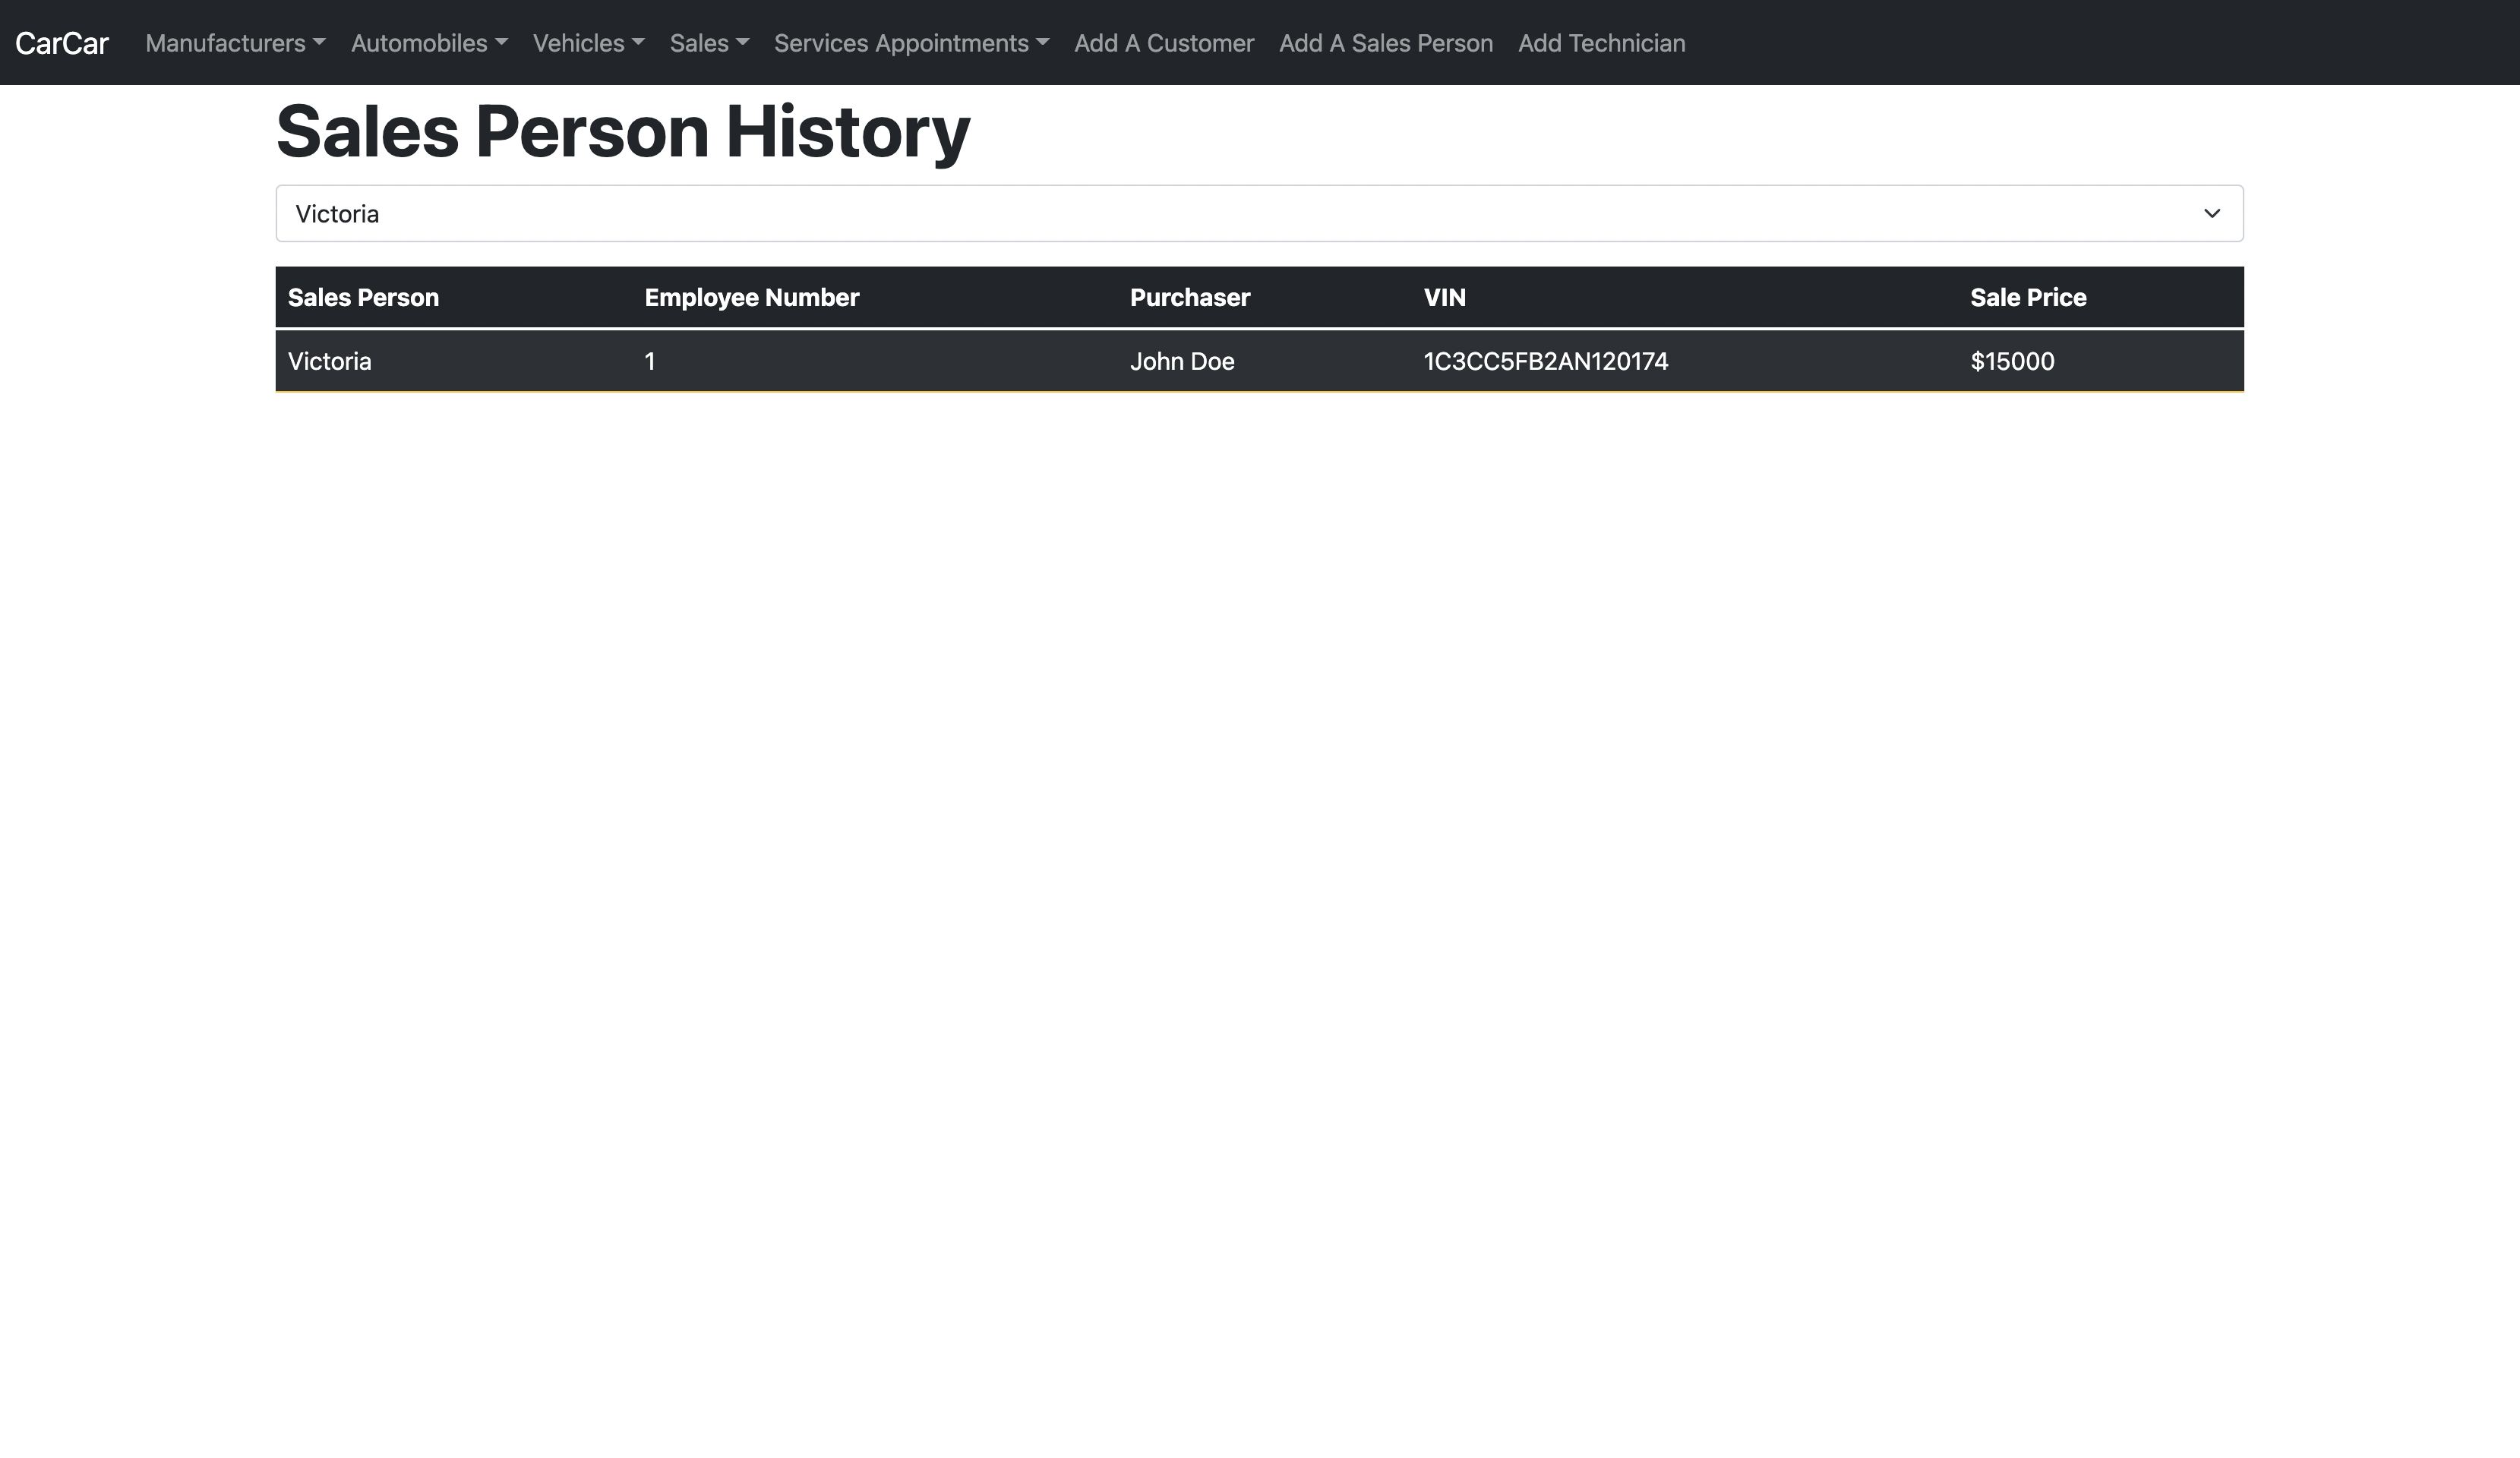 CarCar Manufacturers Automobiles Vehicles Sales Services Appointments Add A Customer Add A Sales Person Add Technician
Sales Person History
Victoria
Sales Person Employee Number Purchaser VIN Sale Price
Victoria 1 John Doe 1C3CC5FB2AN120174 $15000